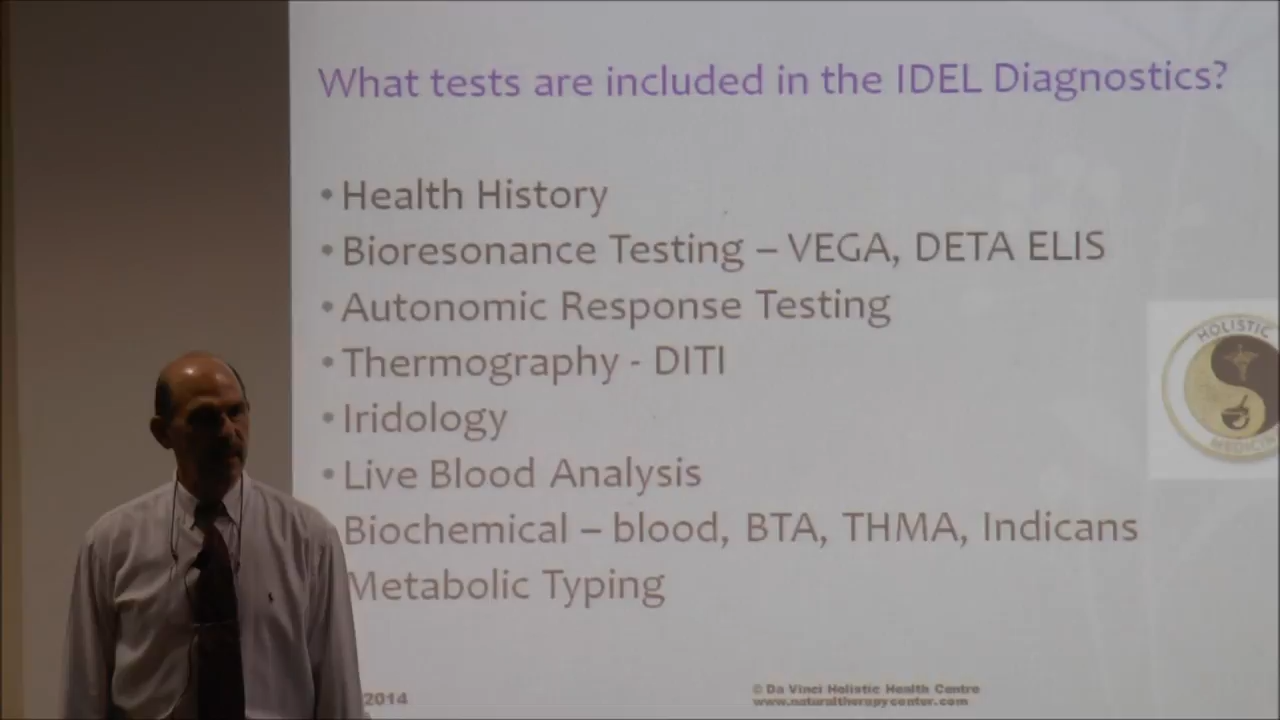 What tests are included in the IDEL Diagnostics?
• Health History
• Bioresonance Testing – VEGA, DETA ELIS
• Autonomic Response Testing
• Thermography - DITI
• Iridology
• Live Blood Analysis
Biochemical – blood, BTA, THMA, Indicans
Metabolic Typing
HOLISTIC
MEDICIN
2014
© Da Vinci Holistic Health Centre
www.naturaltherapycenter.com